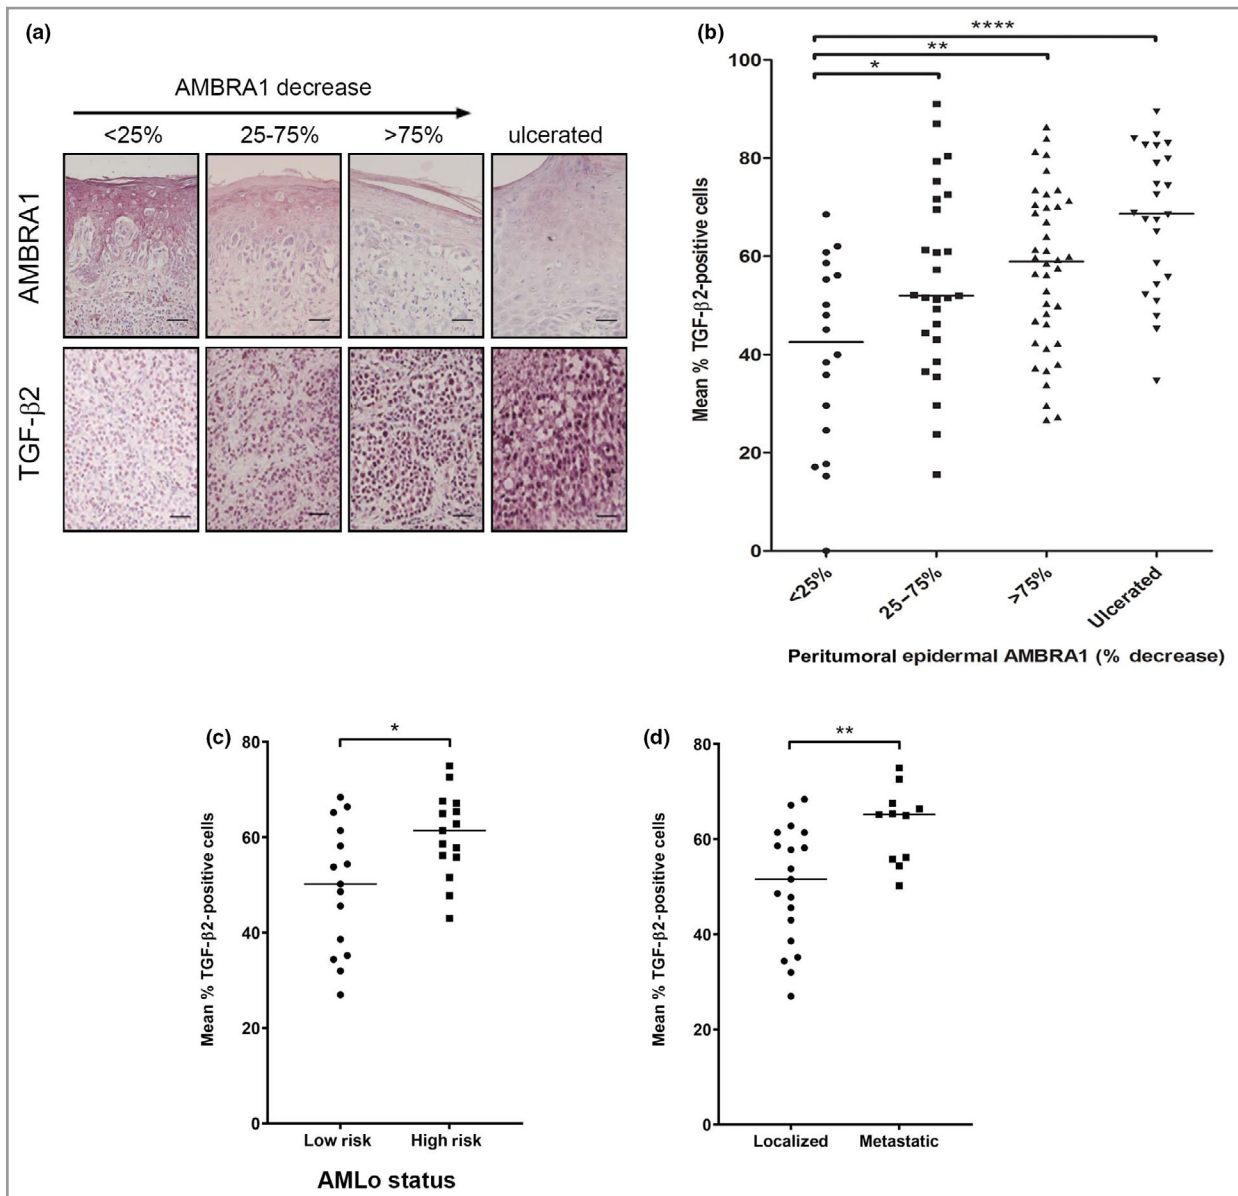 (a)
AMBRA1 decrease
<25% 25-75% >75% ulcerated
AMBRA1
TGF-β2
(b)
****
**
*
100
80
60
40
20
0
Mean % TGF-β2-positive cells
<25% 25–75% >75% Ulcerated
Peritumoral epidermal AMBRA1 (% decrease)
(c)
*
80
60
40
20
0
Mean % TGF-β2-positive cells
Low risk High risk
AMLo status
(d)
**
80
60
40
20
0
Mean % TGF-β2-positive cells
Localized Metastatic